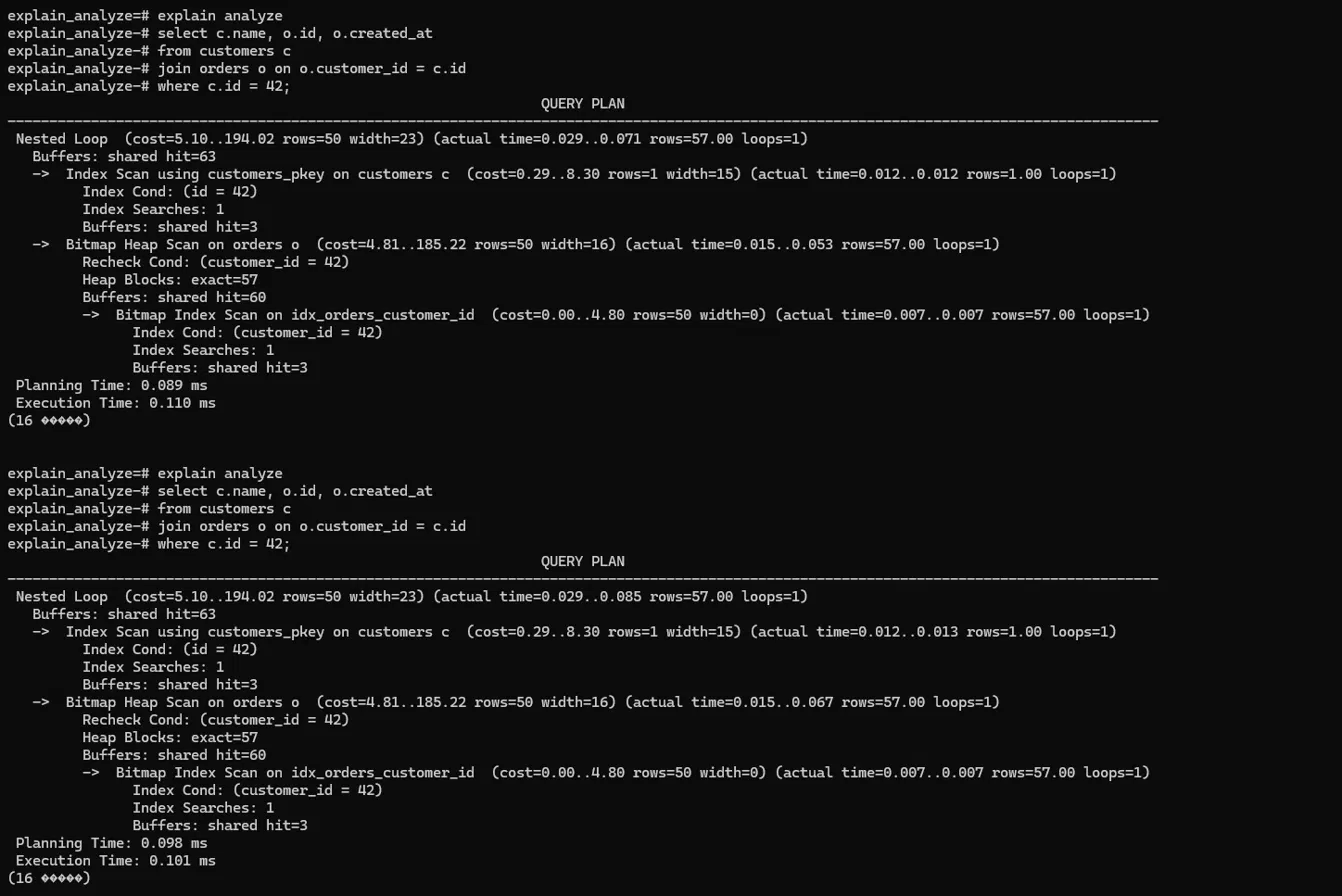 explain_analyze=# explain analyze
explain_analyze-# select c.name, o.id, o.created_at
explain_analyze-# from customers c
explain_analyze-# join orders o on o.customer_id = c.id
explain_analyze-# where c.id = 42;
QUERY PLAN
Nested Loop  (cost=5.10..194.02 rows=50 width=23) (actual time=0.029..0.071 rows=57.00 loops=1)
Buffers: shared hit=63
->  Index Scan using customers_pkey on customers c  (cost=0.29..8.30 rows=1 width=15) (actual time=0.012..0.012 rows=1.00 loops=1)
Index Cond: (id = 42)
Index Searches: 1
Buffers: shared hit=3
->  Bitmap Heap Scan on orders o  (cost=4.81..185.22 rows=50 width=16) (actual time=0.015..0.053 rows=57.00 loops=1)
Recheck Cond: (customer_id = 42)
Heap Blocks: exact=57
Buffers: shared hit=60
->  Bitmap Index Scan on idx_orders_customer_id  (cost=0.00..4.80 rows=50 width=0) (actual time=0.007..0.007 rows=57.00 loops=1)
Index Cond: (customer_id = 42)
Index Searches: 1
Buffers: shared hit=3
Planning Time: 0.089 ms
Execution Time: 0.110 ms
(16 �����)
explain_analyze=# explain analyze
explain_analyze-# select c.name, o.id, o.created_at
explain_analyze-# from customers c
explain_analyze-# join orders o on o.customer_id = c.id
explain_analyze-# where c.id = 42;
QUERY PLAN
Nested Loop  (cost=5.10..194.02 rows=50 width=23) (actual time=0.029..0.085 rows=57.00 loops=1)
Buffers: shared hit=63
->  Index Scan using customers_pkey on customers c  (cost=0.29..8.30 rows=1 width=15) (actual time=0.012..0.013 rows=1.00 loops=1)
Index Cond: (id = 42)
Index Searches: 1
Buffers: shared hit=3
->  Bitmap Heap Scan on orders o  (cost=4.81..185.22 rows=50 width=16) (actual time=0.015..0.067 rows=57.00 loops=1)
Recheck Cond: (customer_id = 42)
Heap Blocks: exact=57
Buffers: shared hit=60
->  Bitmap Index Scan on idx_orders_customer_id  (cost=0.00..4.80 rows=50 width=0) (actual time=0.007..0.007 rows=57.00 loops=1)
Index Cond: (customer_id = 42)
Index Searches: 1
Buffers: shared hit=3
Planning Time: 0.098 ms
Execution Time: 0.101 ms
(16 �����)